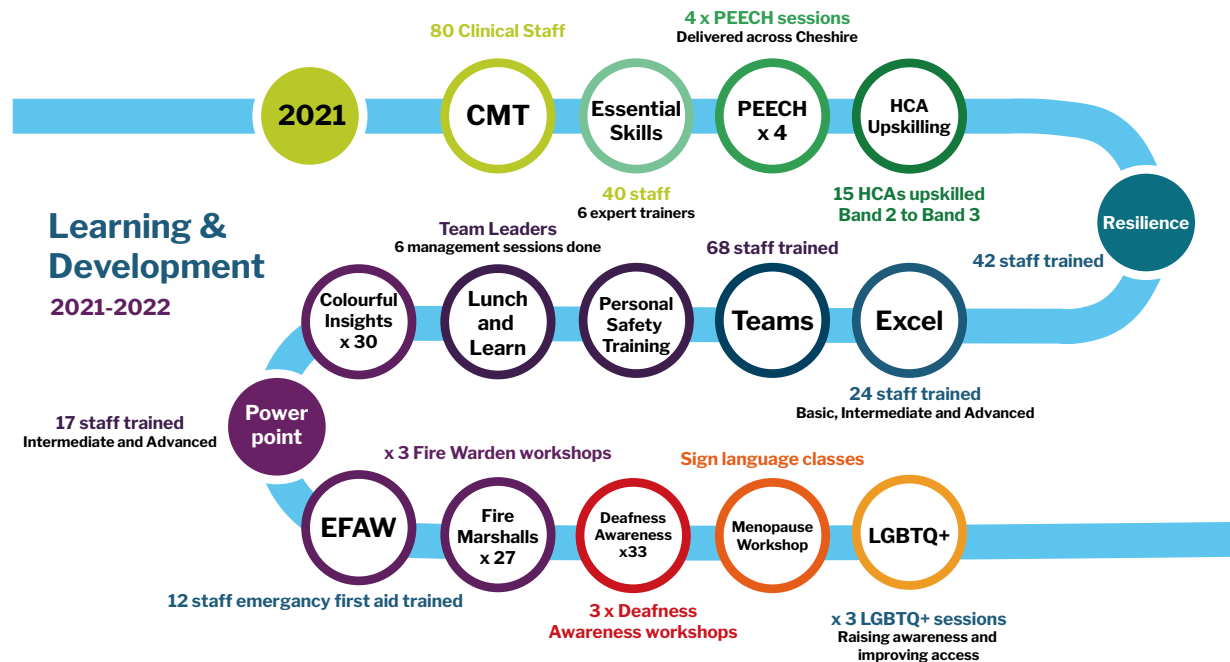 4 x PEECH sessions
Delivered across Cheshire
80 Clinical Staff
2021
CMT
Essential
Skills
PEECH
x 4
HCA
Upskilling
40 staff
6 expert trainers
15 HCAs upskilled
Band 2 to Band 3
Resilience
42 staff trained
Learning &
Development
2021-2022
Team Leaders
6 management sessions done
68 staff trained
Colourful
Insights
x 30
Lunch
and
Learn
Personal
Safety
Training
Teams
Excel
24 staff trained
Basic, Intermediate and Advanced
17 staff trained
Intermediate and Advanced
Power
point
x 3 Fire Warden workshops
Sign language classes
EFAW
Fire
Marshalls
x 27
Deafness
Awareness
x33
Menopause
Workshop
LGBTQ+
12 staff emergancy first aid trained
3 x Deafness
Awareness workshops
x 3 LGBTQ+ sessions
Raising awareness and
improving access